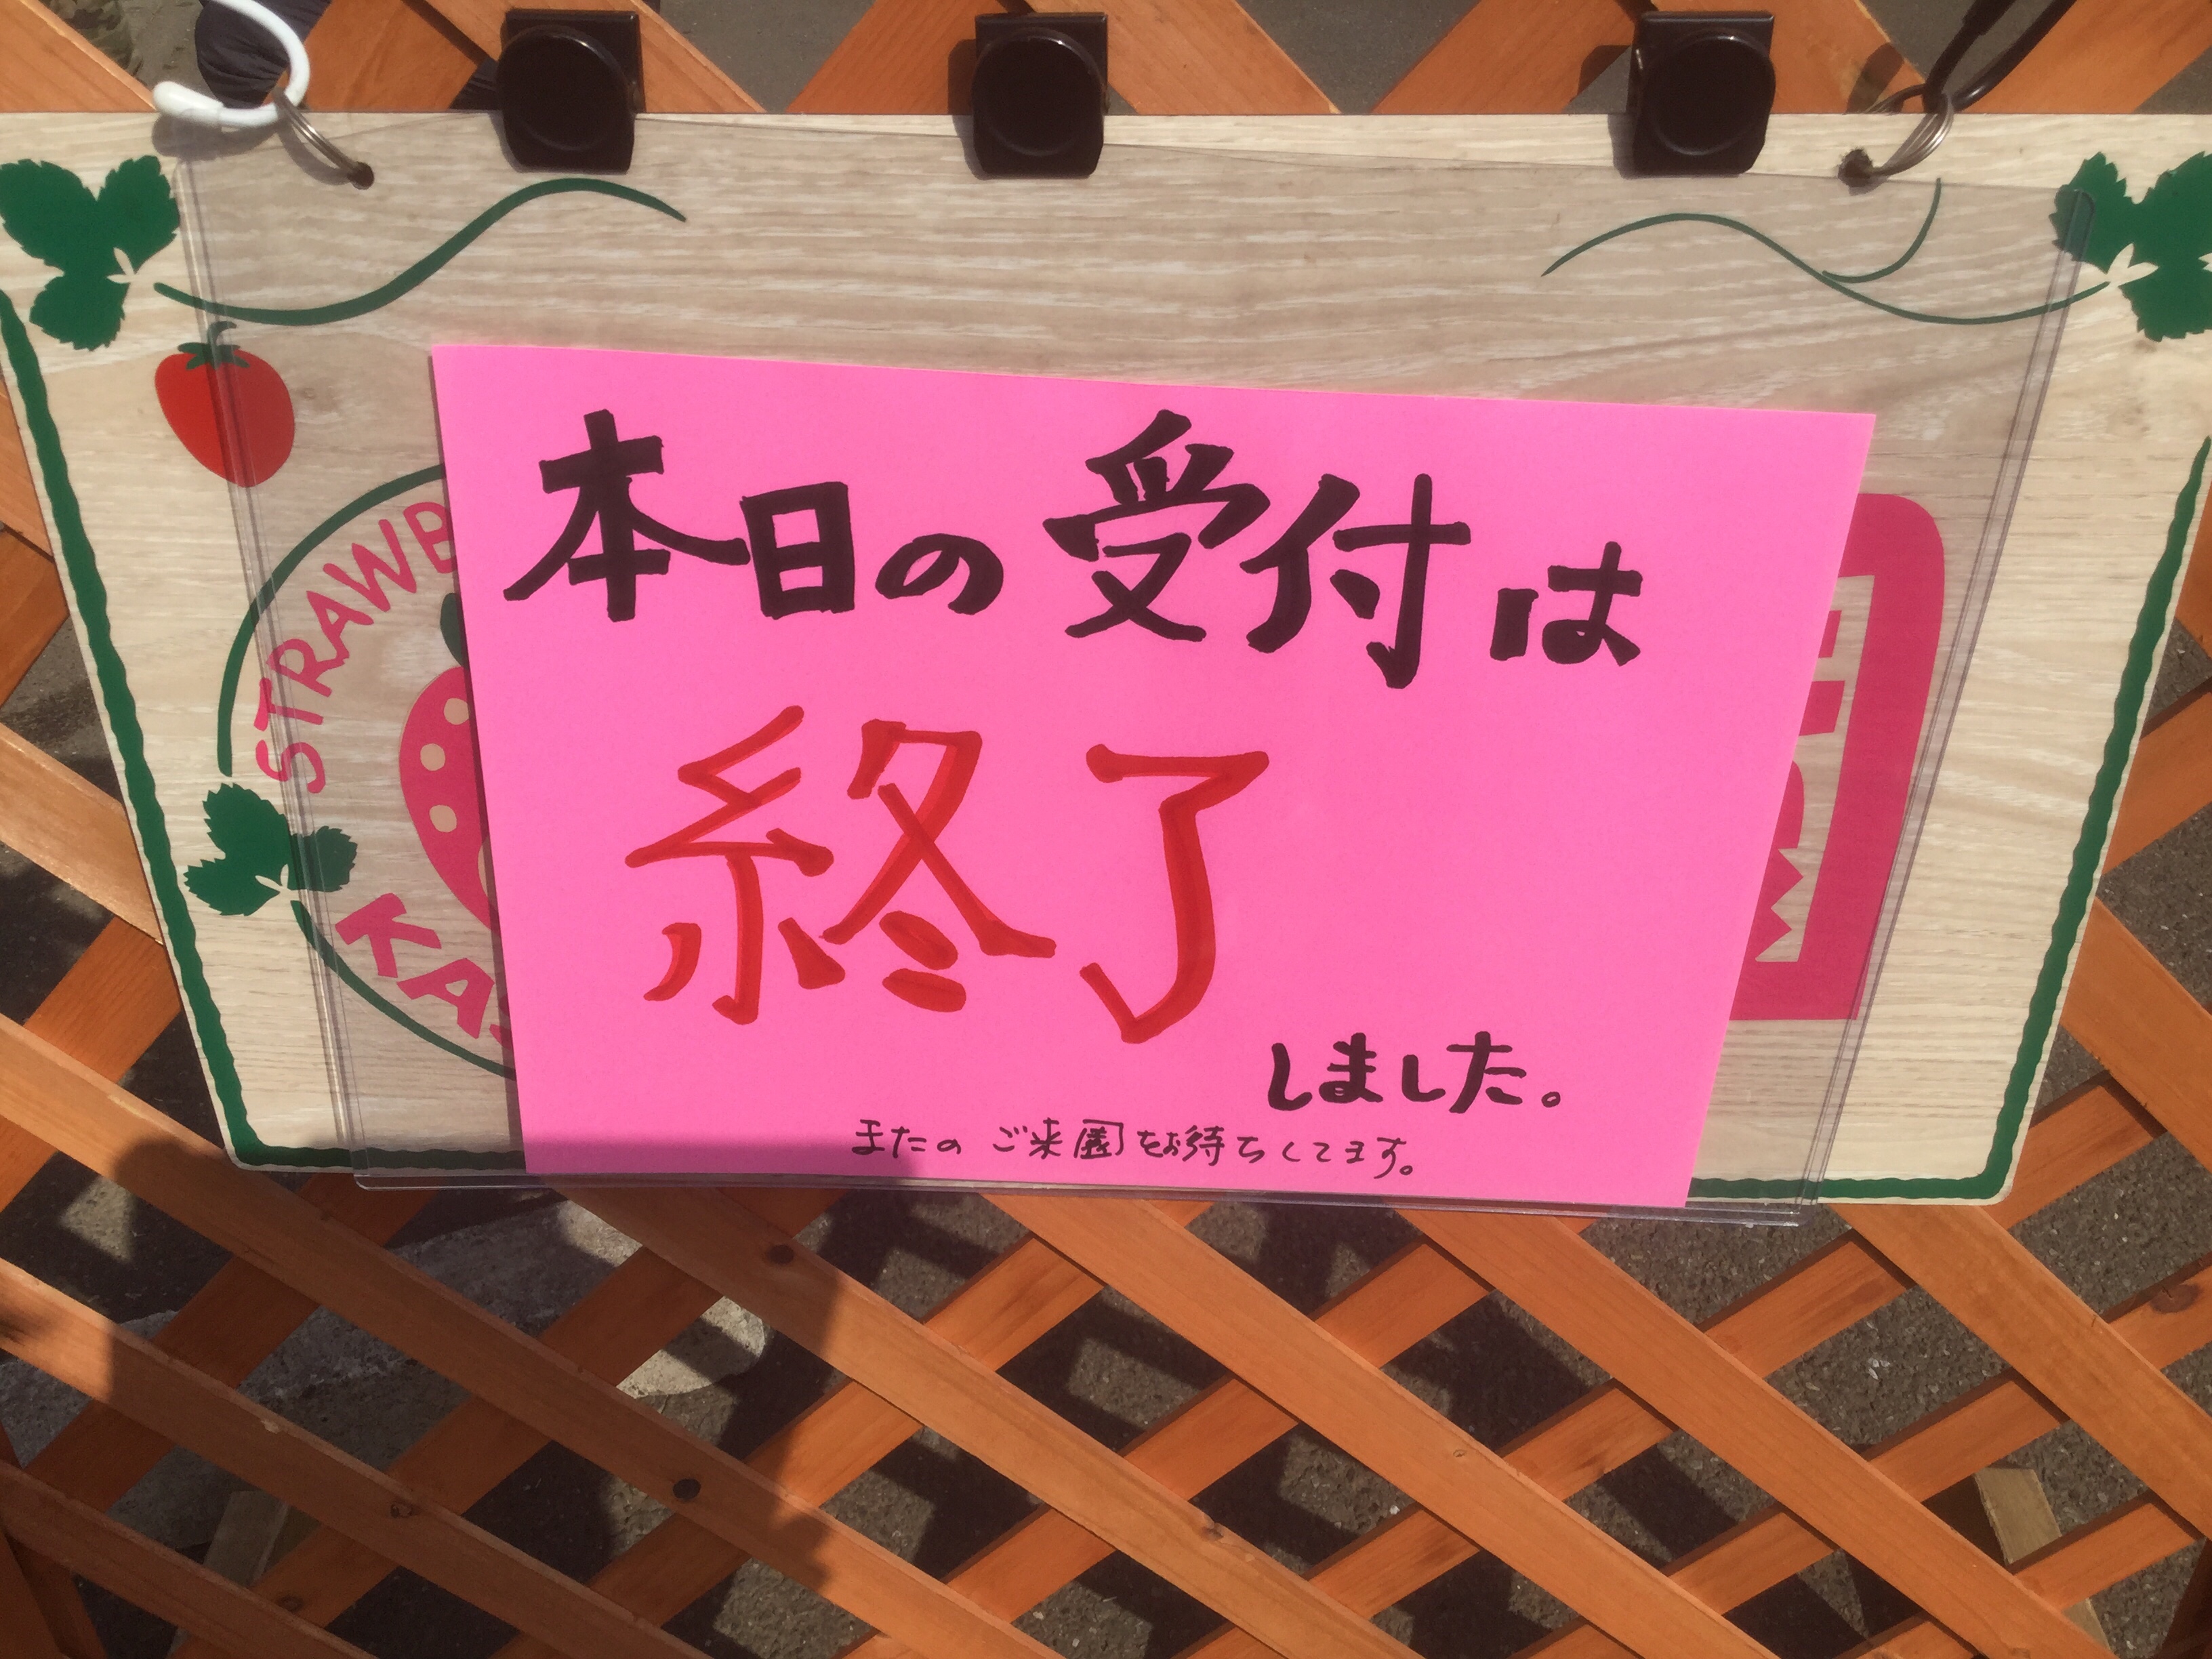 本日の受付は
終了
しました。
またの ご来園をお待ちしてます。
STRAWB
KAS